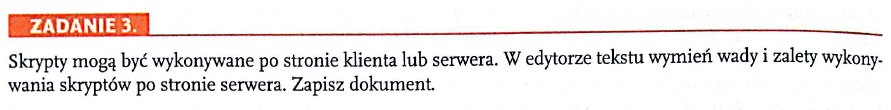 ZADANIE 3.
Skrypty mogą być wykonywane po stronie klienta lub serwera. W edytorze tekstu wymień wady i zalety wykony-
wania skryptów po stronie serwera. Zapisz dokument.